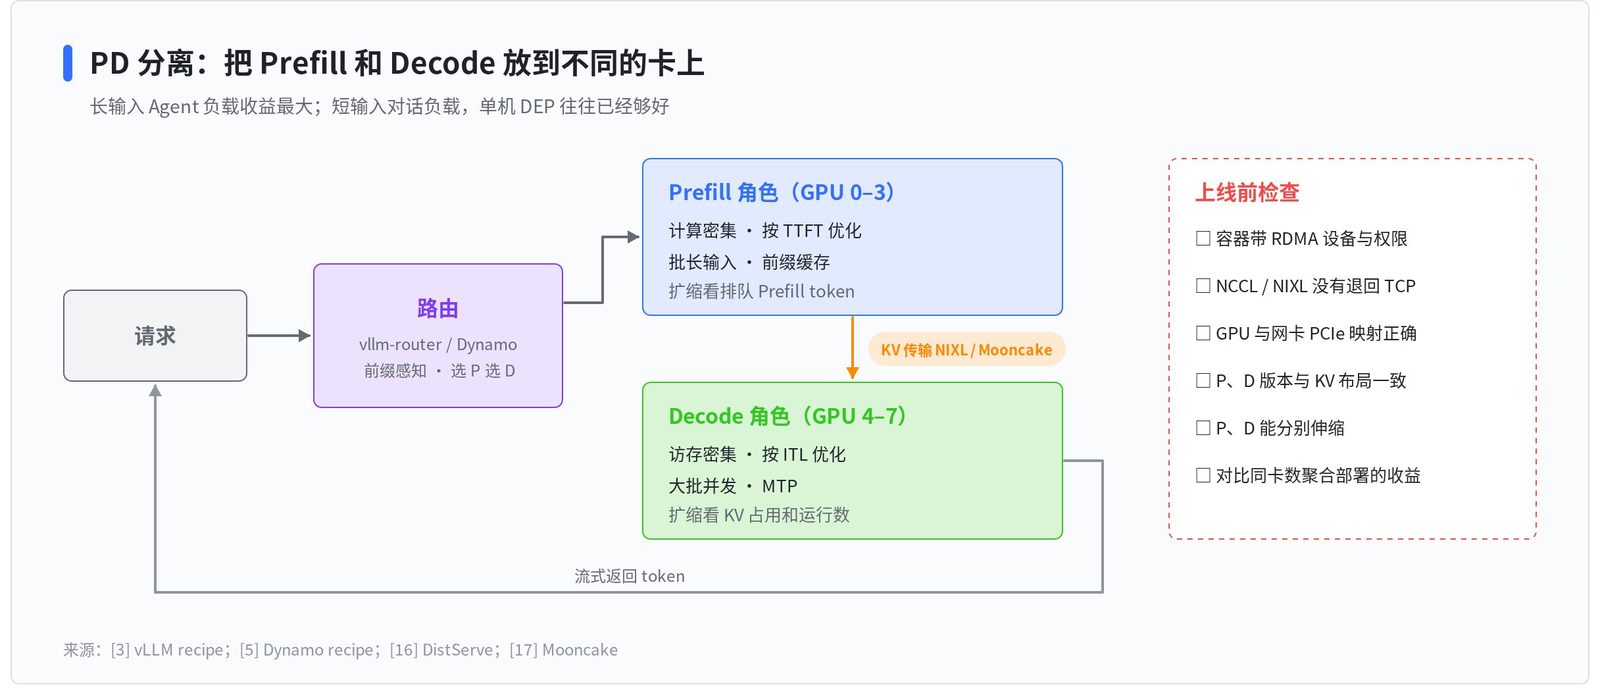 PD 分离：把 Prefill 和 Decode 放到不同的卡上
长输入 Agent 负载收益最大；短输入对话负载，单机 DEP 往往已经够好
请求
路由
vllm-router / Dynamo
前缀感知 · 选 P 选 D
Prefill 角色（GPU 0–3）
计算密集 · 按 TTFT 优化
批长输入 · 前缀缓存
扩缩看排队 Prefill token
KV 传输 NIXL / Mooncake
Decode 角色（GPU 4–7）
访存密集 · 按 ITL 优化
大批并发 · MTP
扩缩看 KV 占用和运行数
流式返回 token
上线前检查
□ 容器带 RDMA 设备与权限
□ NCCL / NIXL 没有退回 TCP
□ GPU 与网卡 PCIe 映射正确
□ P、D 版本与 KV 布局一致
□ P、D 能分别伸缩
□ 对比同卡数聚合部署的收益
来源：[3] vLLM recipe；[5] Dynamo recipe；[16] DistServe；[17] Mooncake